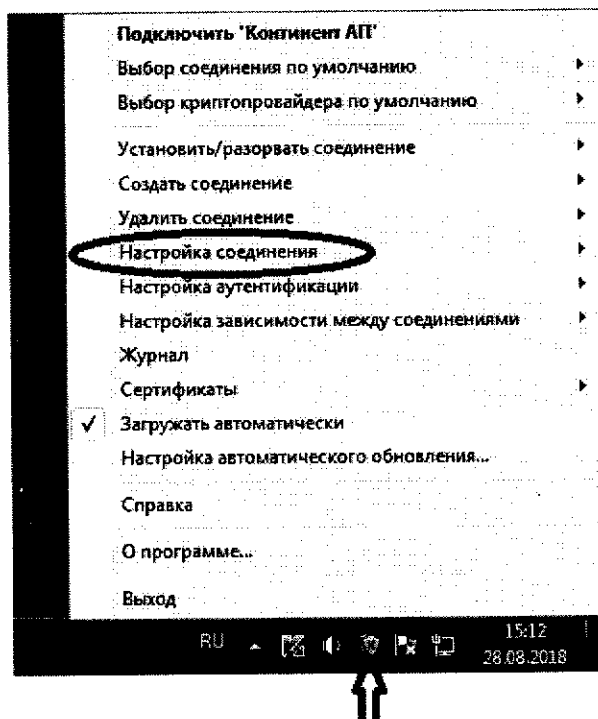 Подключить 'Континент АП'
Выбор соединения по умолчанию
Выбор криптопровайдера по умолчанию
Установить/разорвать соединение
Создать соединение
Удалить соединение
Настройка соединения
Настройка аутентификации
Настройка зависимости между соединениями
Журнал
Сертификаты
Загружать автоматически
Настройка автоматического обновления...
Справка
О программе...
Выход
RU
15:12
28.08.2018